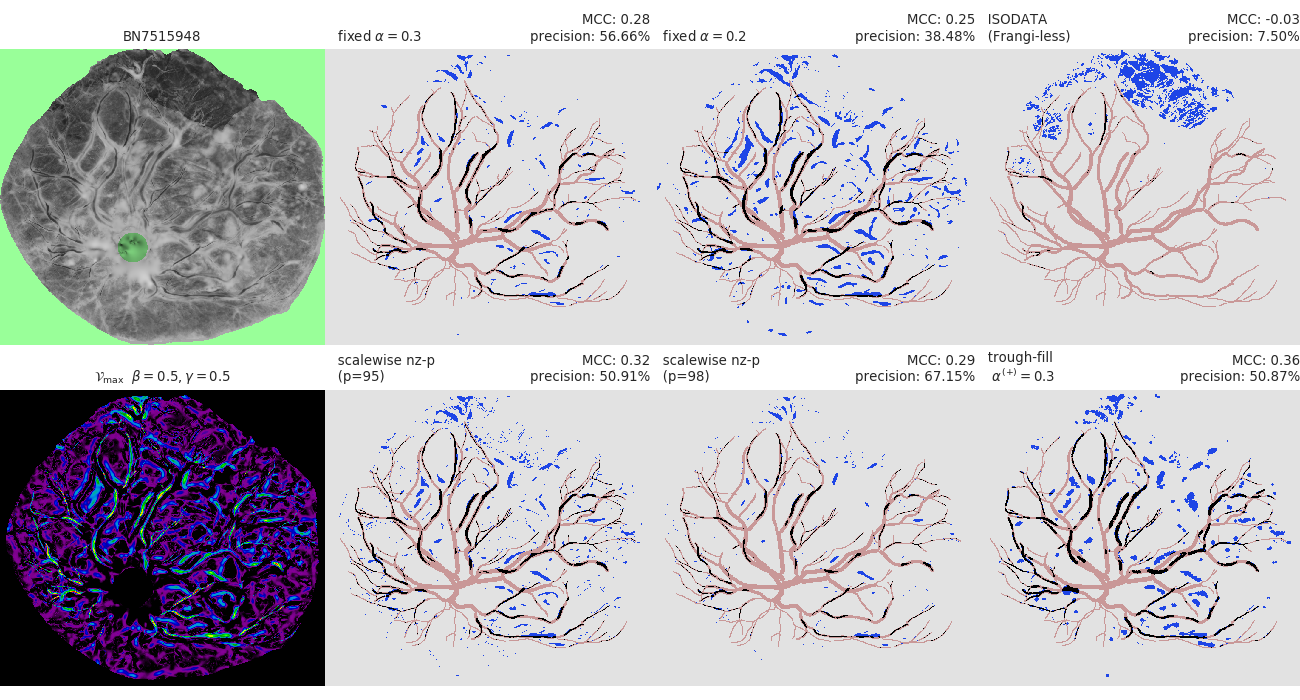 BN7515948
MCC: 0.28
fixed α = 0.3 precision: 56.66%
MCC: 0.25
fixed α = 0.2 precision: 38.48%
ISODATA MCC: -0.03
(Frangi-less) precision: 7.50%
𝒱max β = 0.5, γ = 0.5
scalewise nz-p MCC: 0.32
(p=95) precision: 50.91%
scalewise nz-p MCC: 0.29
(p=98) precision: 67.15%
trough-fill MCC: 0.36
α(+) = 0.3 precision: 50.87%